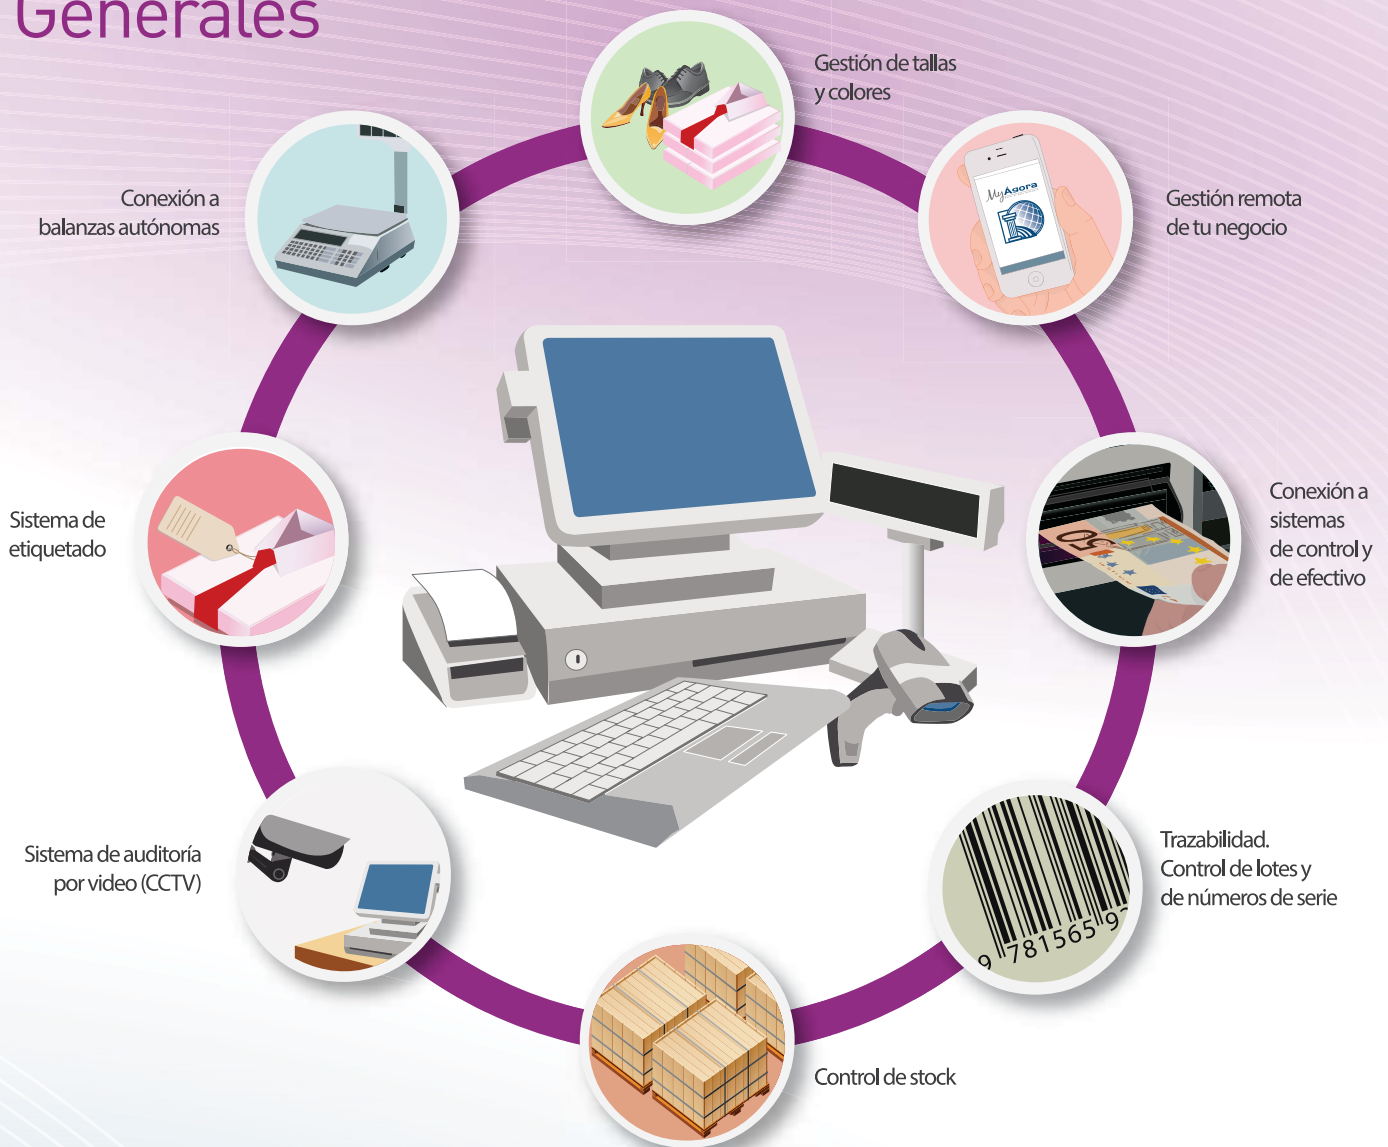 Generales
Gestión de tallas
y colores
Conexión a
balanzas autónomas
MyÁgora
Gestión remota
de tu negocio
Sistema de
etiquetado
50
Conexión a
sistemas
de control y
de efectivo
Sistema de auditoría
por video (CCTV)
Trazabilidad.
Control de lotes y
de números de serie
9 781565 9
Control de stock